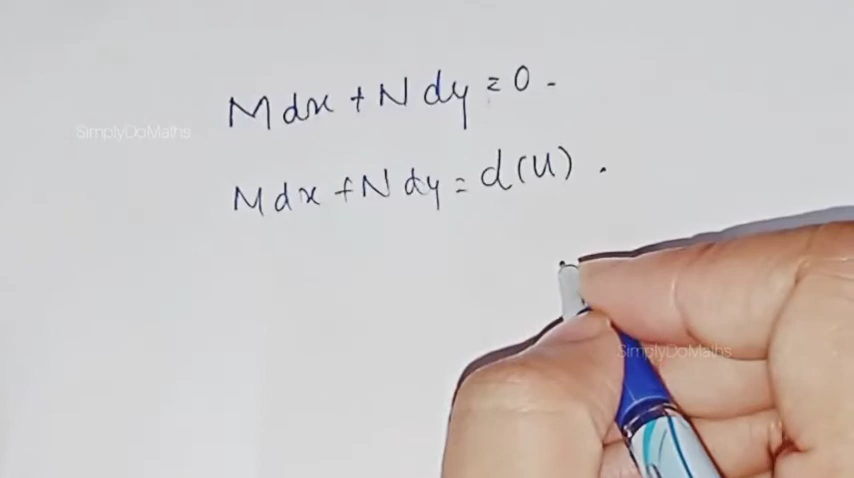 M dx + N dy = 0.
SimplyDoMaths
M dx + N dy = d(u).
SimplyDoMaths